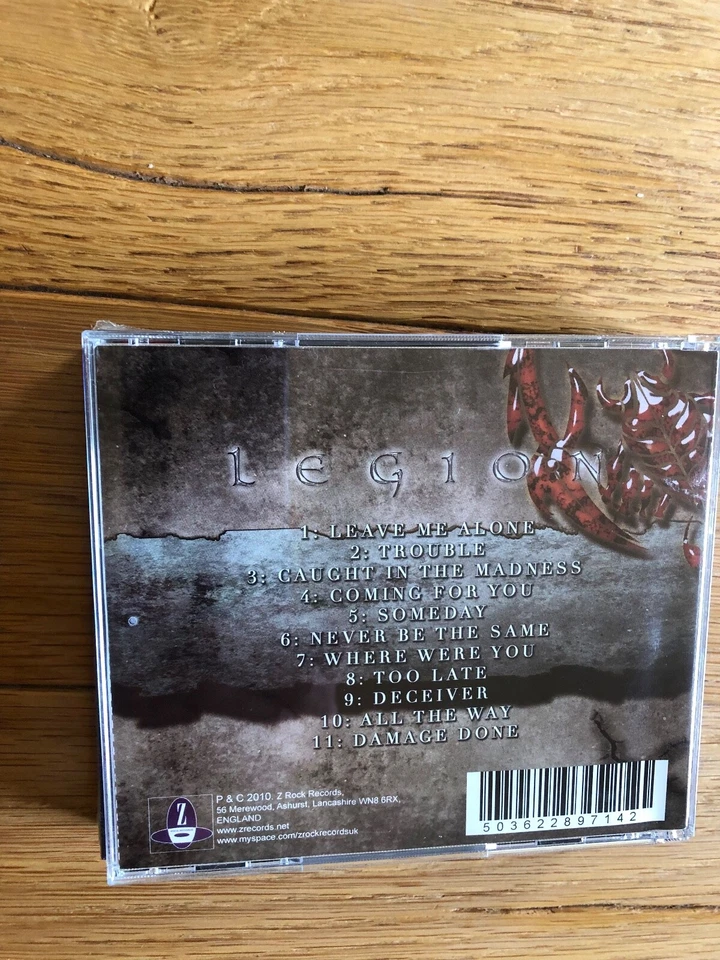 LEGION
1: LEAVE ME ALONE
2: TROUBLE
3: CAUGHT IN THE MADNESS
4: COMING FOR YOU
5: SOMEDAY
6: NEVER BE THE SAME
7: WHERE WERE YOU
8: TOO LATE
9: DECEIVER
10: ALL THE WAY
11: DAMAGE DONE
Z
P & C 2010. Z Rock Records,
56 Merewood, Ashurst, Lancashire WN8 6RX,
ENGLAND
www.zrecords.net
www.myspace.com/zrockrecordsuk
5036228971 42